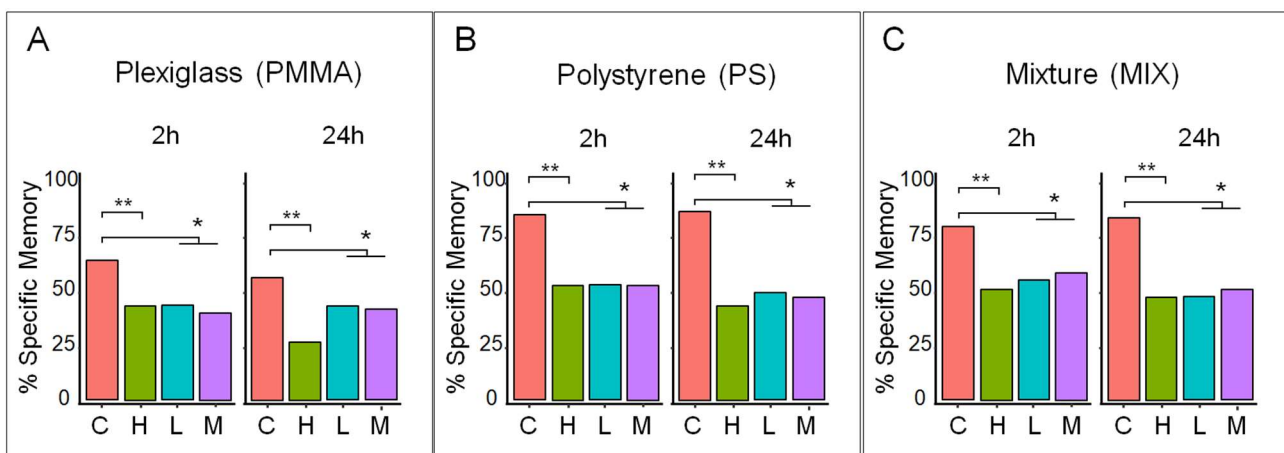 A
Plexiglass (PMMA)
2h
24h
% Specific Memory
100
75
50
25
0
**
*
**
*
C H L M
C H L M
B
Polystyrene (PS)
2h
24h
% Specific Memory
100
75
50
25
0
**
*
**
*
C H L M
C H L M
C
Mixture (MIX)
2h
24h
% Specific Memory
100
75
50
25
0
**
*
**
*
C H L M
C H L M